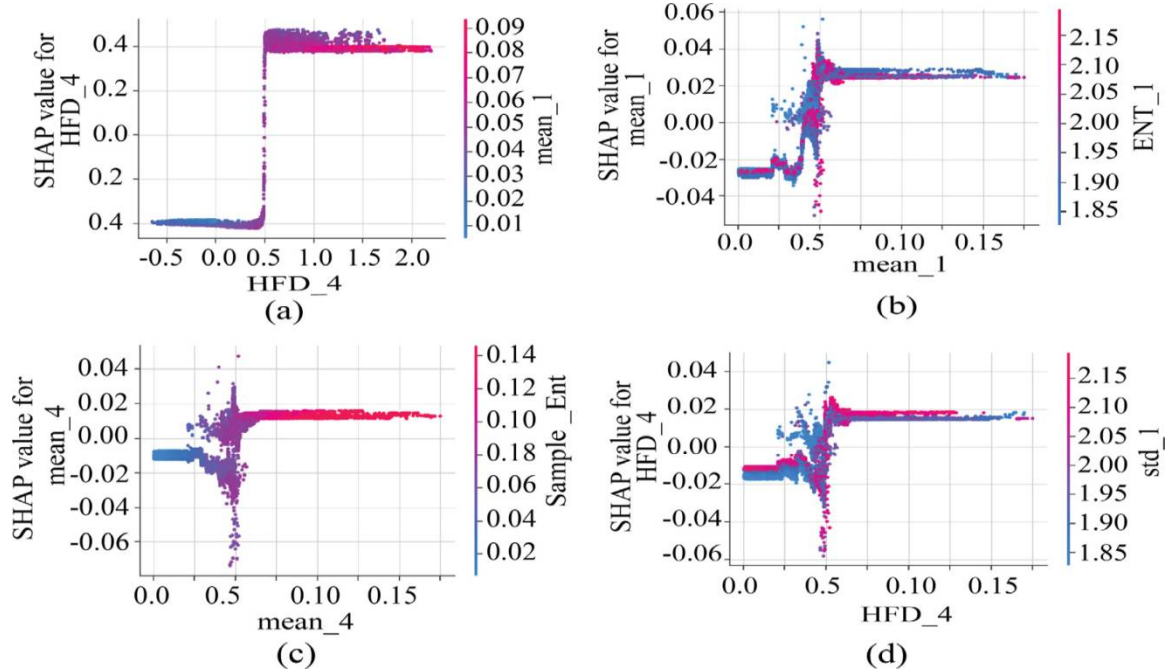 0.4
0.2
0.0
0.2
0.4
SHAP value for
HFD_4
-0.5 0.0 0.5 1.0 1.5 2.0
HFD_4
0.09
0.08
0.07
0.06
0.05
0.04
0.03
0.02
0.01
mean_1
(a)
0.06
0.04
0.02
0.00
-0.02
-0.04
SHAP value for
mean_1
0.0 0.5 0.10 0.15
mean_1
2.15
2.10
2.05
2.00
1.95
1.90
1.85
ENT_1
(b)
0.04
0.02
0.00
-0.02
-0.04
-0.06
SHAP value for
mean_4
0.0 0.5 0.10 0.15
mean_4
0.14
0.12
0.10
0.18
0.06
0.04
0.02
Sample_Ent
(c)
0.04
0.02
0.00
-0.02
-0.04
-0.06
SHAP value for
HFD_4
0.0 0.5 0.10 0.15
HFD_4
2.15
2.10
2.05
2.00
1.95
1.90
1.85
std_1
(d)